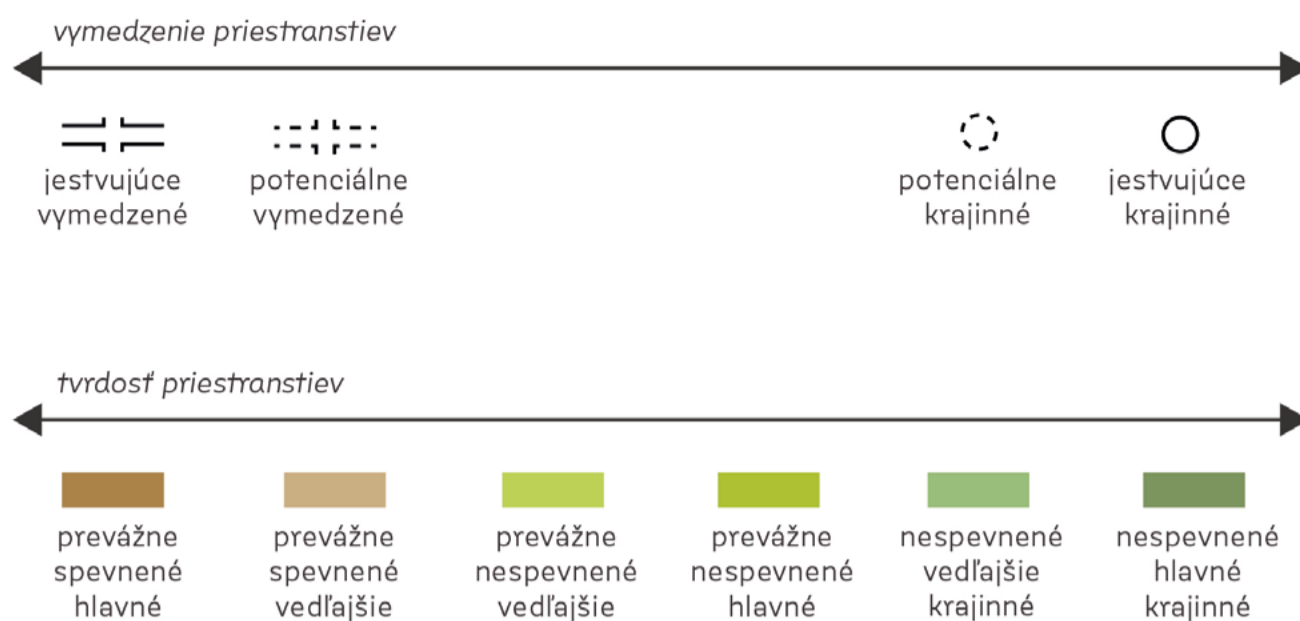 vymedzenie priestranstiev
jestvujúce
vymedzené
potenciálne
vymedzené
potenciálne
krajinné
jestvujúce
krajinné
tvrdosť priestranstiev
prevážne
spevnené
hlavné
prevážne
spevnené
vedľajšie
prevážne
nespevnené
vedľajšie
prevážne
nespevnené
hlavné
nespevnené
vedľajšie
krajinné
nespevnené
hlavné
krajinné